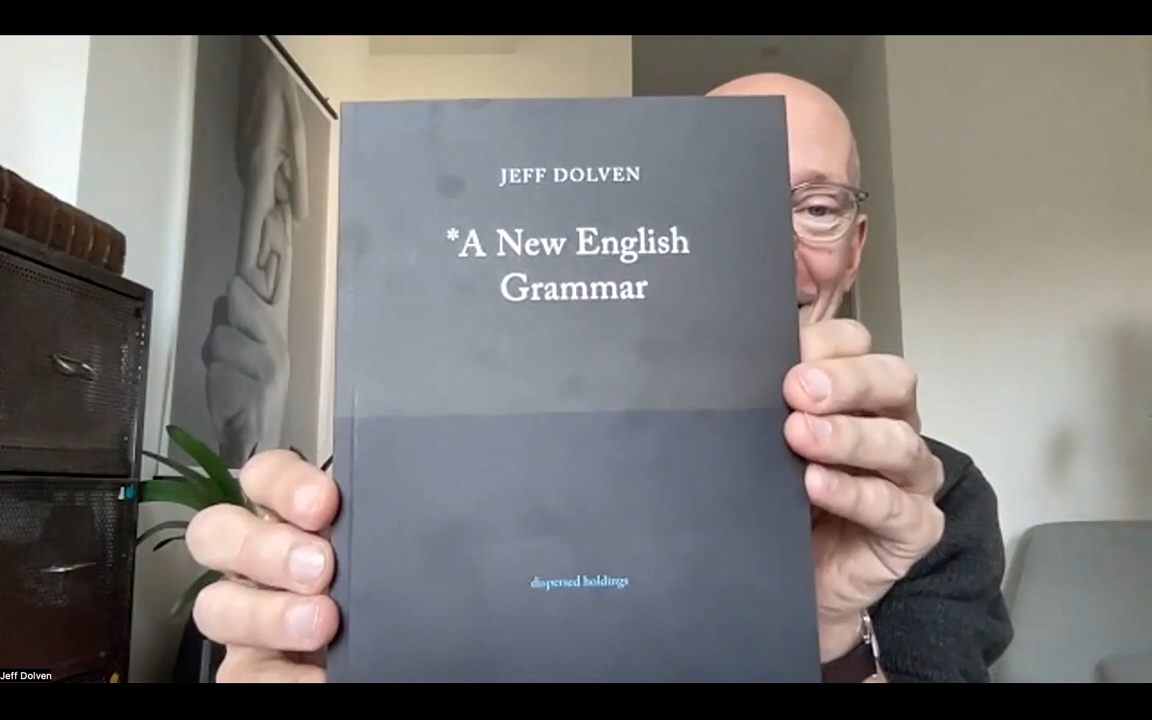 JEFF DOLVEN
*A New English
Grammar
dispersed holdings
Jeff Dolven